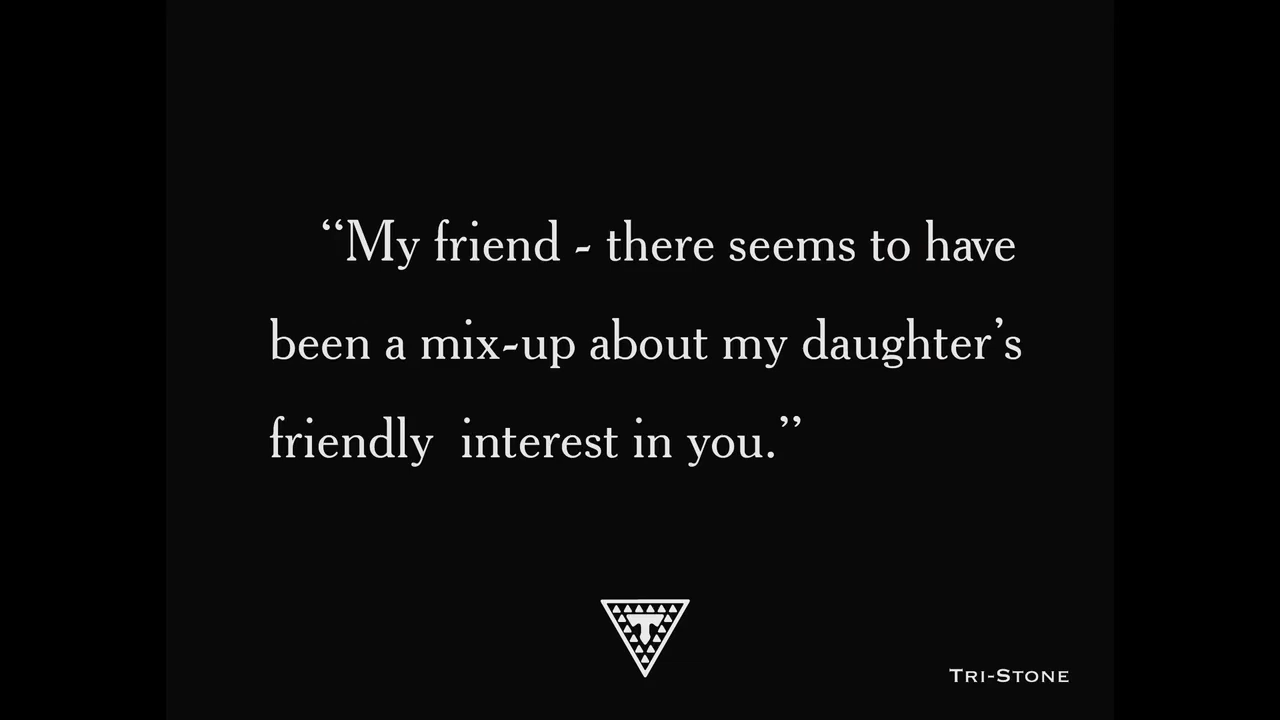 “My friend - there seems to have
been a mix-up about my daughter’s
friendly interest in you.”
T
TRI-STONE